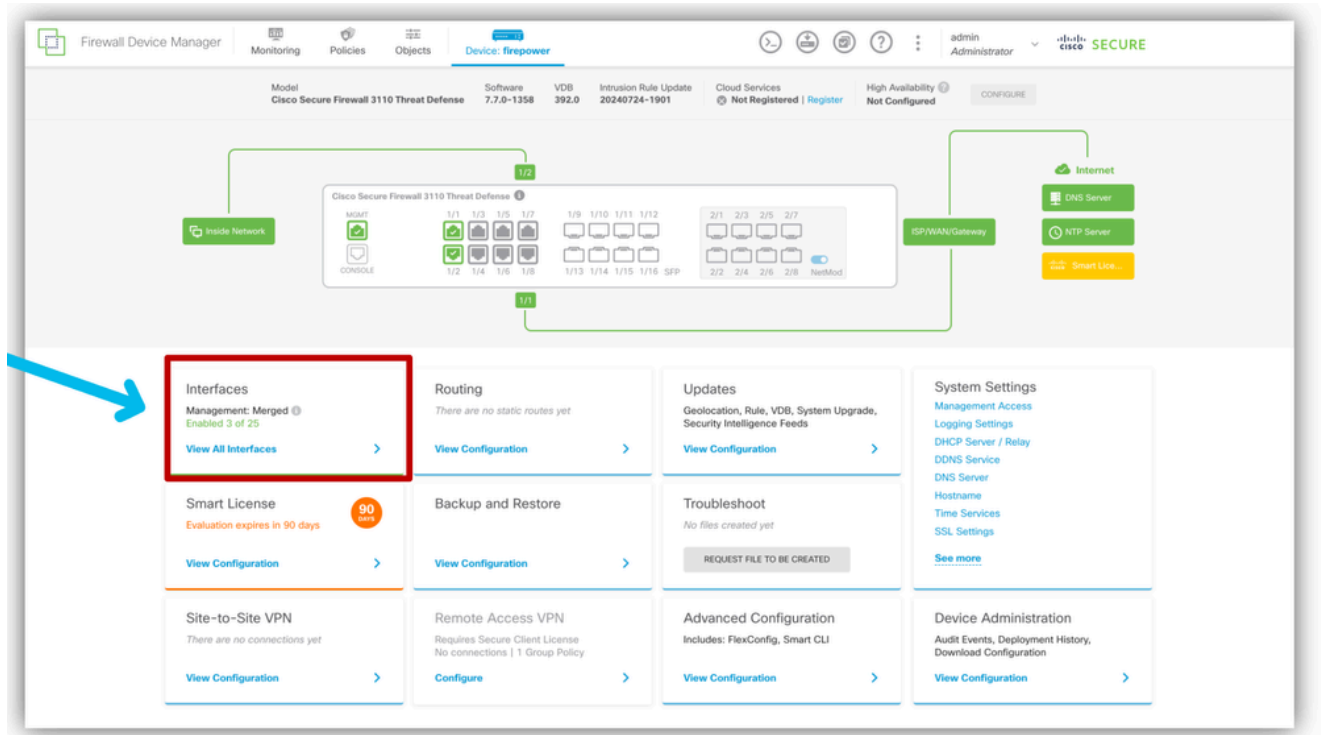 Firewall Device Manager
Monitoring
Policies
Objects
Device: firepower
admin
Administrator
cisco SECURE
Model
Cisco Secure Firewall 3110 Threat Defense
Software
7.7.0-1358
VDB
392.0
Intrusion Rule Update
20240724-1901
Cloud Services
Not Registered | Register
High Availability
Not Configured
CONFIGURE
1/2
Internet
Cisco Secure Firewall 3110 Threat Defense
MGMT
1/1 1/3 1/5 1/7
1/9 1/10 1/11 1/12
2/1 2/3 2/5 2/7
Inside Network
ISP/WAN/Gateway
DNS Server
NTP Server
Smart Lice...
CONSOLE
1/2 1/4 1/6 1/8
1/13 1/14 1/15 1/16 SFP
2/2 2/4 2/6 2/8 NetMod
1/1
Interfaces
Management: Merged
Enabled 3 of 25
View All Interfaces
Routing
There are no static routes yet
View Configuration
Updates
Geolocation, Rule, VDB, System Upgrade,
Security Intelligence Feeds
View Configuration
System Settings
Management Access
Logging Settings
DHCP Server / Relay
DDNS Service
DNS Server
Hostname
Time Services
SSL Settings
See more
Smart License
Evaluation expires in 90 days
90
DAYS
View Configuration
Backup and Restore
View Configuration
Troubleshoot
No files created yet
REQUEST FILE TO BE CREATED
Site-to-Site VPN
There are no connections yet
View Configuration
Remote Access VPN
Requires Secure Client License
No connections | 1 Group Policy
Configure
Advanced Configuration
Includes: FlexConfig, Smart CLI
View Configuration
Device Administration
Audit Events, Deployment History,
Download Configuration
View Configuration